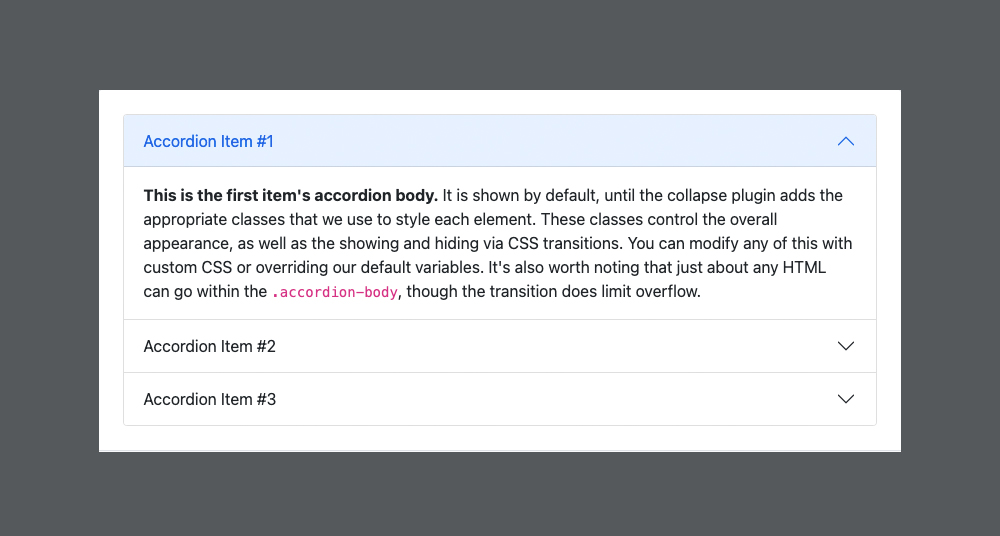 Accordion Item #1
This is the first item's accordion body. It is shown by default, until the collapse plugin adds the
appropriate classes that we use to style each element. These classes control the overall
appearance, as well as the showing and hiding via CSS transitions. You can modify any of this with
custom CSS or overriding our default variables. It's also worth noting that just about any HTML
can go within the .accordion-body, though the transition does limit overflow.
Accordion Item #2
Accordion Item #3